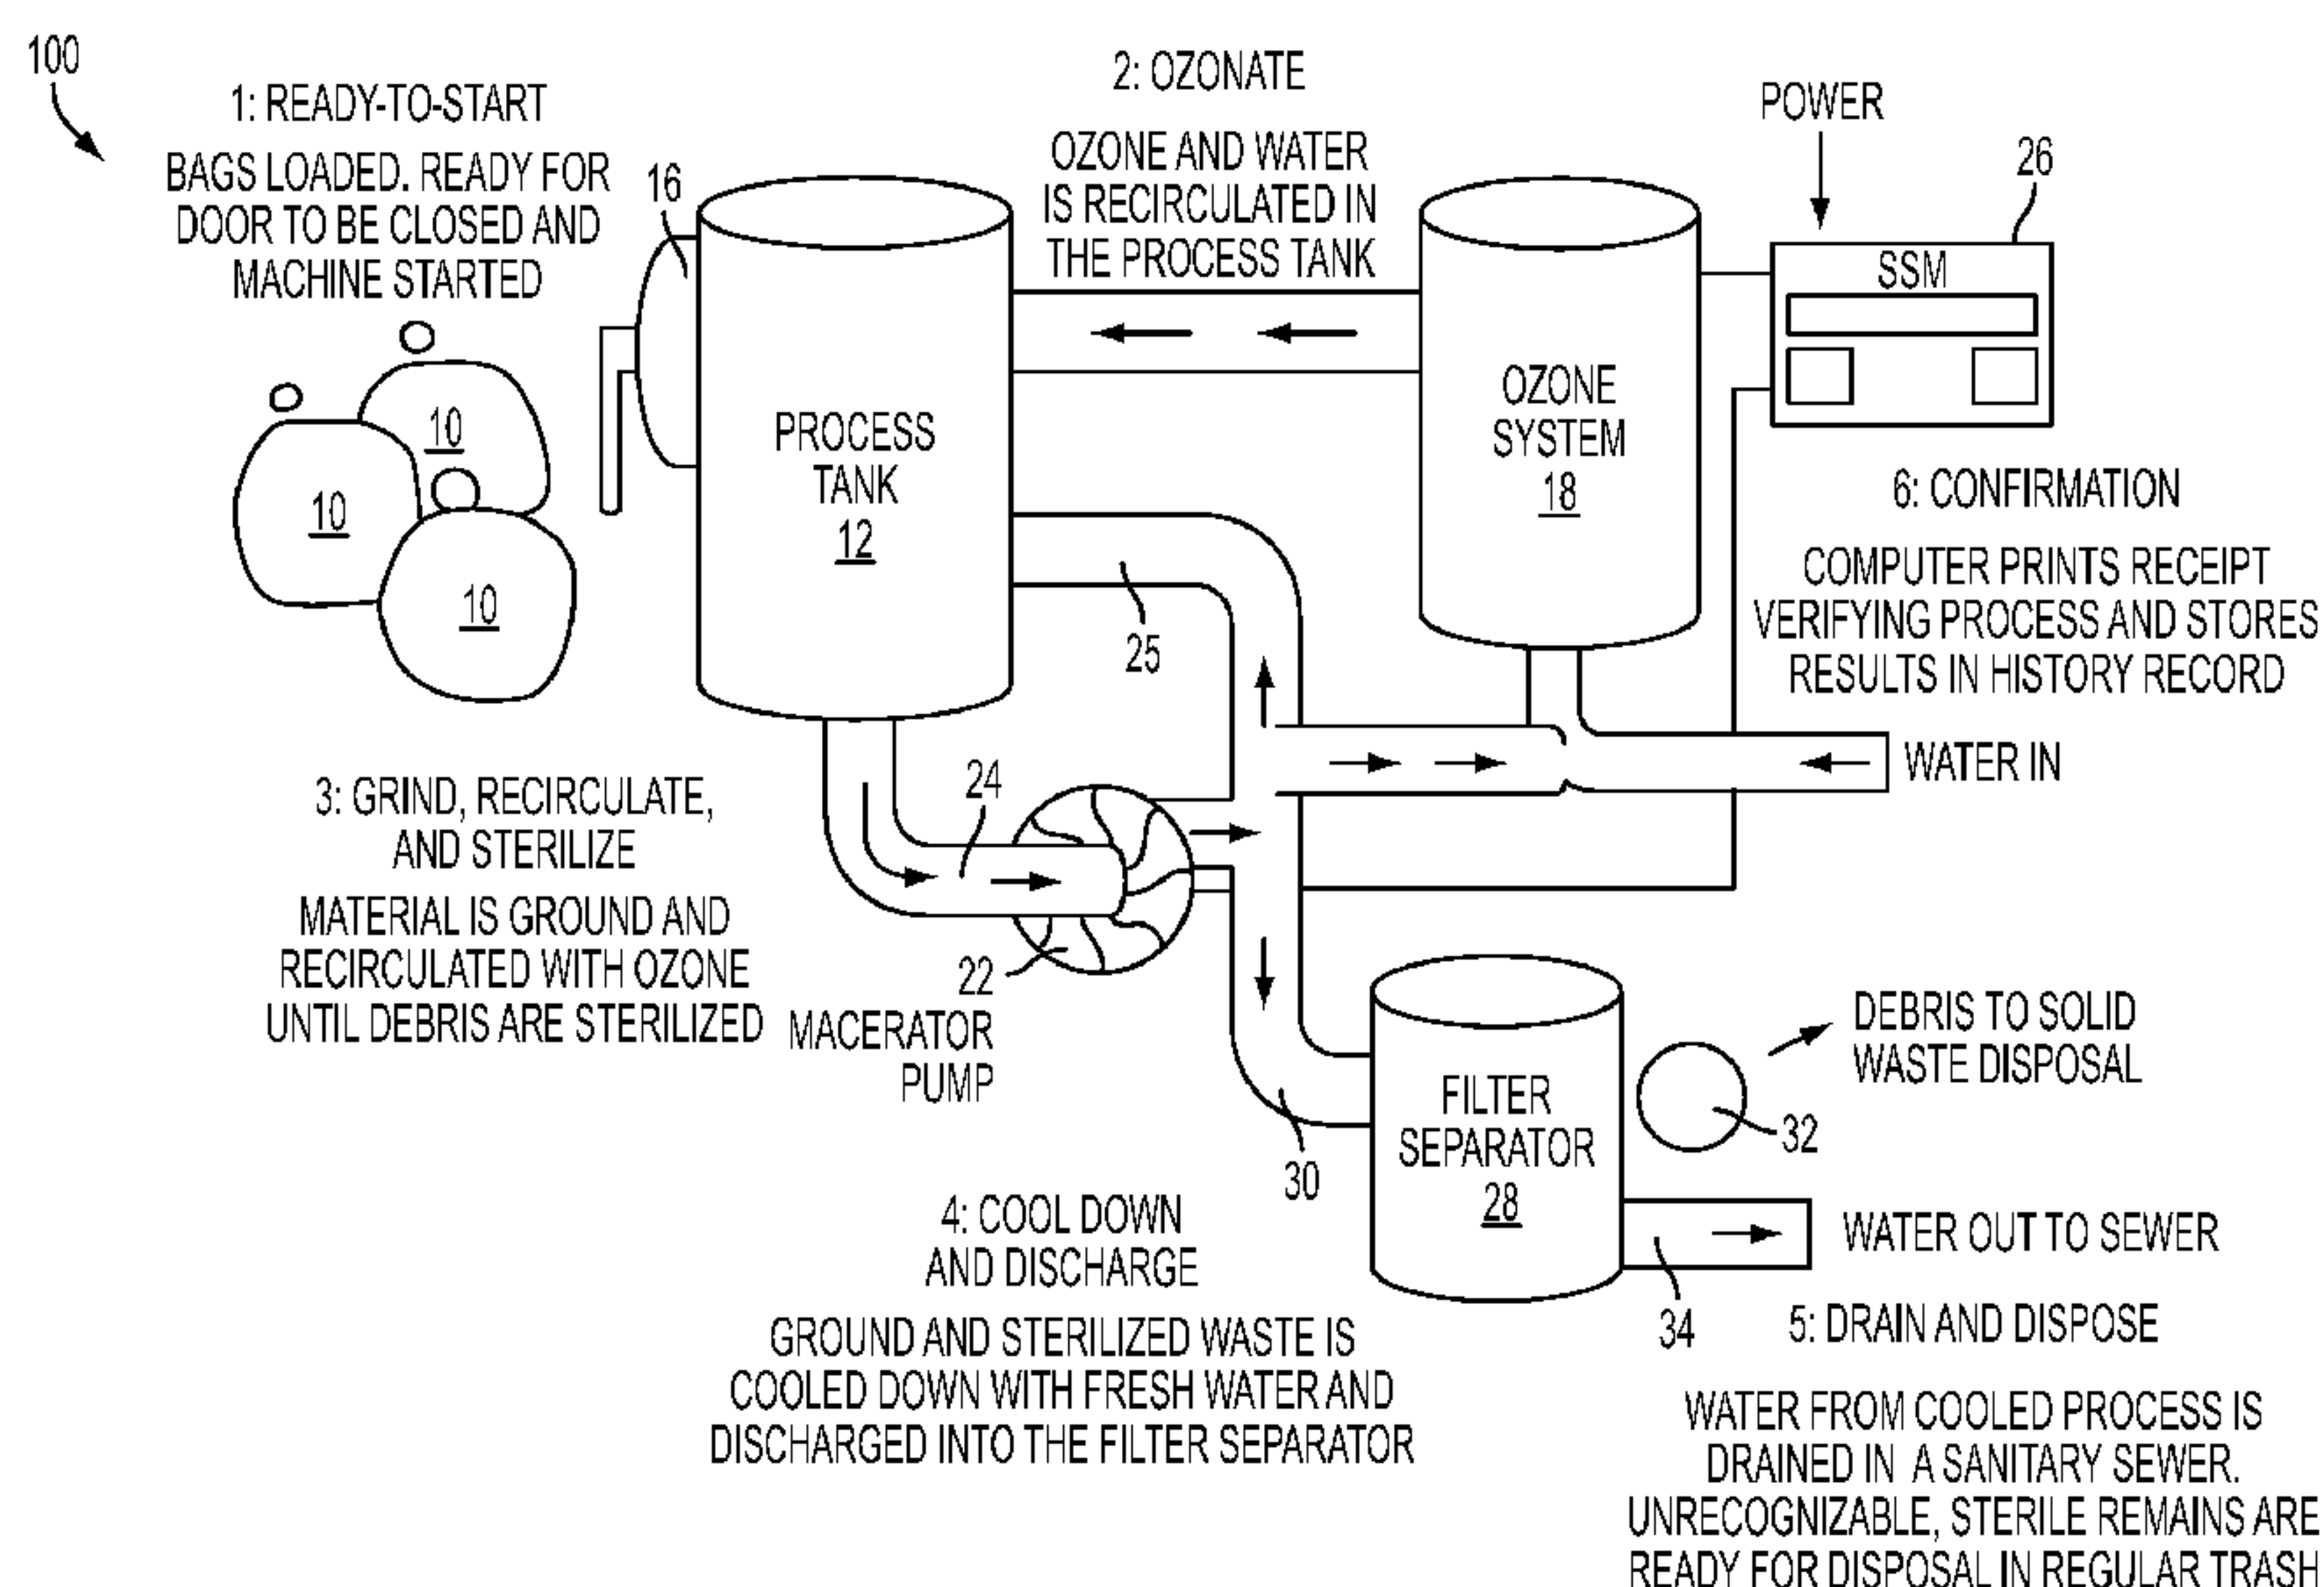 100
1: READY-TO-START
BAGS LOADED. READY FOR
DOOR TO BE CLOSED AND
MACHINE STARTED
16
2: OZONATE
OZONE AND WATER
IS RECIRCULATED IN
THE PROCESS TANK
POWER
26
SSM
10
10
10
PROCESS
TANK
12
OZONE
SYSTEM
18
25
6: CONFIRMATION
COMPUTER PRINTS RECEIPT
VERIFYING PROCESS AND STORES
RESULTS IN HISTORY RECORD
WATER IN
3: GRIND, RECIRCULATE,
AND STERILIZE
MATERIAL IS GROUND AND
RECIRCULATED WITH OZONE
UNTIL DEBRIS ARE STERILIZED
24
22
MACERATOR
PUMP
30
FILTER
SEPARATOR
28
DEBRIS TO SOLID
WASTE DISPOSAL
32
WATER OUT TO SEWER
34
4: COOL DOWN
AND DISCHARGE
GROUND AND STERILIZED WASTE IS
COOLED DOWN WITH FRESH WATER AND
DISCHARGED INTO THE FILTER SEPARATOR
5: DRAIN AND DISPOSE
WATER FROM COOLED PROCESS IS
DRAINED IN A SANITARY SEWER.
UNRECOGNIZABLE, STERILE REMAINS ARE
READY FOR DISPOSAL IN REGULAR TRASH